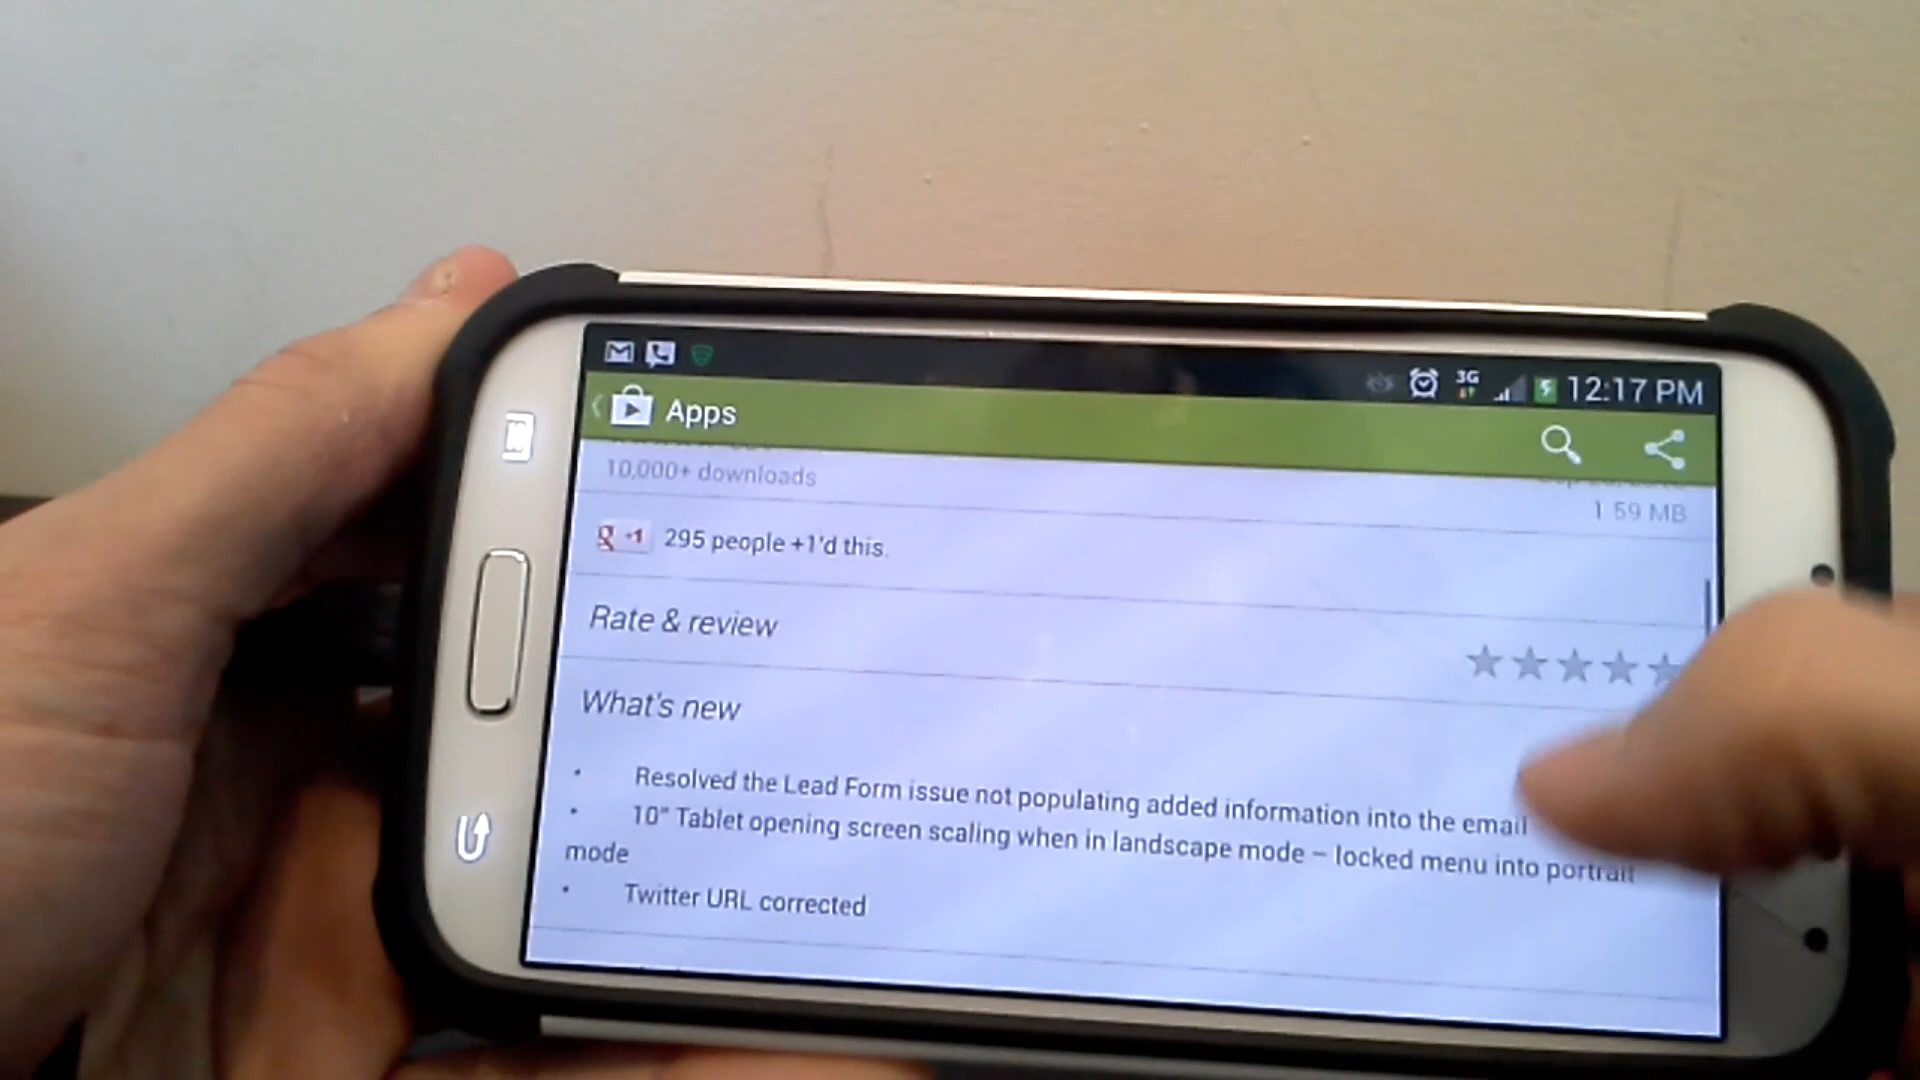 3G 12:17 PM
Apps
10,000+ downloads
1.59 MB
g +1 295 people +1'd this.
Rate & review
What's new
• Resolved the Lead Form issue not populating added information into the email
• 10" Tablet opening screen scaling when in landscape mode – locked menu into portrait
mode
• Twitter URL corrected